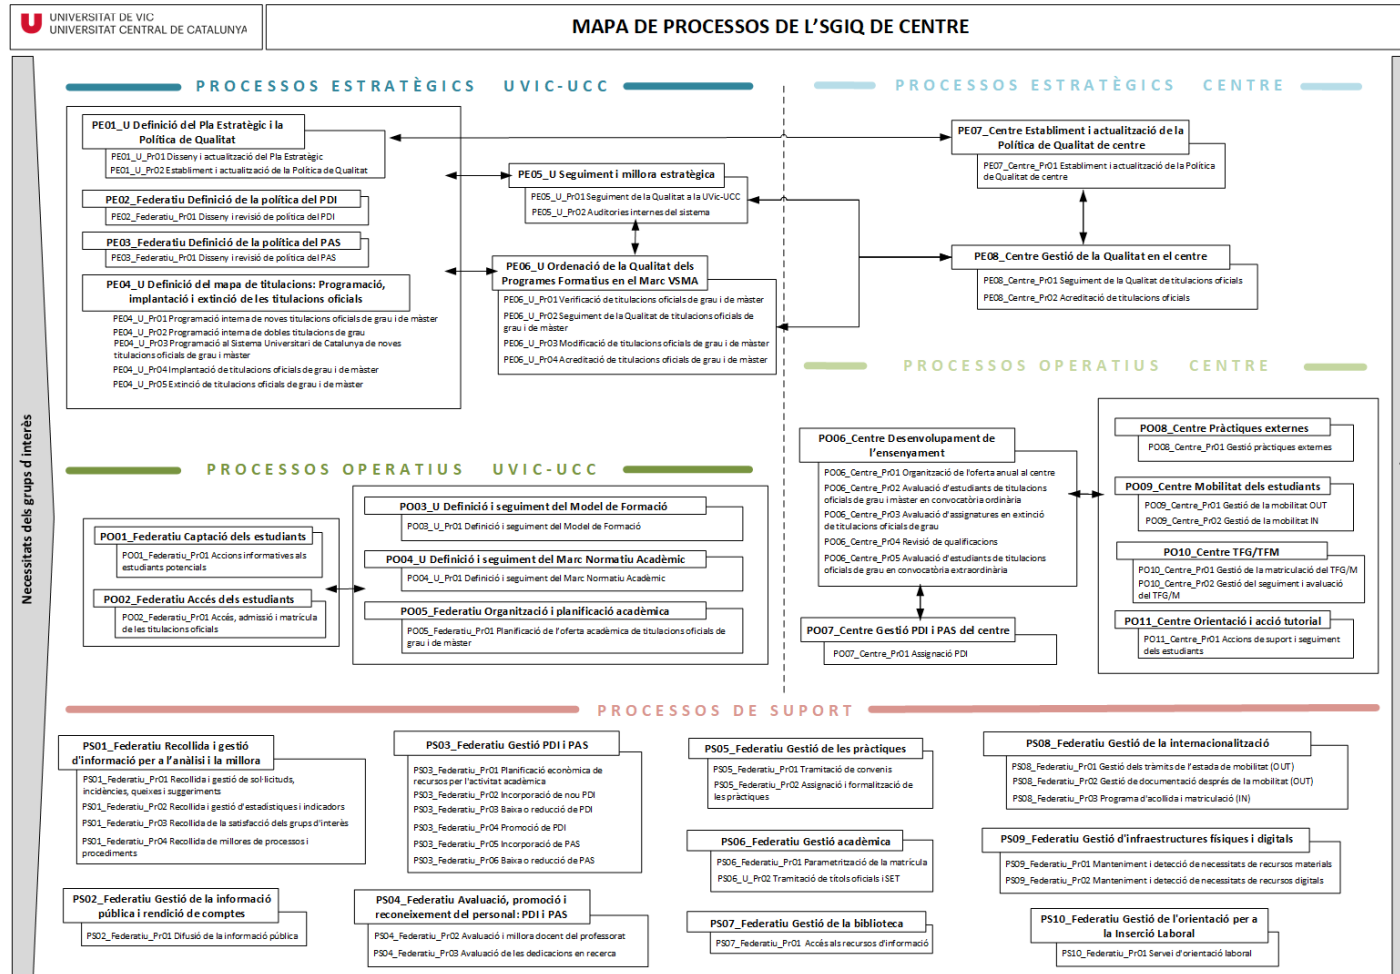 UNIVERSITAT DE VIC
UNIVERSITAT CENTRAL DE CATALUNYA
MAPA DE PROCESSOS DE L'SGIQ DE CENTRE
Necessitats dels grups d'interès
PROCESSOS ESTRATÈGICS UVIC-UCC
PE01_U Definició del Pla Estratègic i la
Política de Qualitat
PE01_U_Pr01 Disseny i actualització del Pla Estratègic
PE01_U_Pr02 Establiment i actualització de la Política de Qualitat
PE02_Federatiu Definició de la política del PDI
PE02_Federatiu_Pr01 Disseny i revisió de política del PDI
PE03_Federatiu Definició de la política del PAS
PE03_Federatiu_Pr01 Disseny i revisió de política del PAS
PE04_U Definició del mapa de titulacions: Programació,
implantació i extinció de les titulacions oficials
PE04_U_Pr01 Programació interna de noves titulacions oficials de grau i de màster
PE04_U_Pr02 Programació interna de dobles titulacions de grau
PE04_U_Pr03 Programació al Sistema Universitari de Catalunya de noves
titulacions oficials de grau i màster
PE04_U_Pr04 Implantació de titulacions oficials de grau i de màster
PE04_U_Pr05 Extinció de titulacions oficials de grau i de màster
PE05_U Seguiment i millora estratègica
PE05_U_Pr01 Seguiment de la Qualitat a la UVic-UCC
PE05_U_Pr02 Auditories internes del sistema
PE06_U Ordenació de la Qualitat dels
Programes Formatius en el Marc VSMA
PE06_U_Pr01 Verificació de titulacions oficials de grau i de màster
PE06_U_Pr02 Seguiment de la Qualitat de titulacions oficials de
grau i de màster
PE06_U_Pr03 Modificació de titulacions oficials de grau i de màster
PE06_U_Pr04 Acreditació de titulacions oficials de grau i de màster
PROCESSOS ESTRATÈGICS CENTRE
PE07_Centre Establiment i actualització de la
Política de Qualitat de centre
PE07_Centre_Pr01 Establiment i actualització de la Política
de Qualitat de centre
PE08_Centre Gestió de la Qualitat en el centre
PE08_Centre_Pr01 Seguiment de la Qualitat de titulacions oficials
PE08_Centre_Pr02 Acreditació de titulacions oficials
PROCESSOS OPERATIUS UVIC-UCC
PO01_Federatiu Captació dels estudiants
PO01_Federatiu_Pr01 Accions informatives als
estudiants potencials
PO02_Federatiu Accés dels estudiants
PO02_Federatiu_Pr01 Accés, admissió i matrícula
de les titulacions oficials
PO03_U Definició i seguiment del Model de Formació
PO03_U_Pr01 Definició i seguiment del Model de Formació
PO04_U Definició i seguiment del Marc Normatiu Acadèmic
PO04_U_Pr01 Definició i seguiment del Marc Normatiu Acadèmic
PO05_Federatiu Organització i planificació acadèmica
PO05_Federatiu_Pr01 Planificació de l'oferta acadèmica de titulacions oficials de
grau i de màster
PROCESSOS OPERATIUS CENTRE
PO06_Centre Desenvolupament de
l'ensenyament
PO06_Centre_Pr01 Organització de l'oferta anual al centre
PO06_Centre_Pr02 Avaluació d'estudiants de titulacions
oficials de grau i màster en convocatòria ordinària
PO06_Centre_Pr03 Avaluació d'assignatures en extinció
de titulacions oficials de grau
PO06_Centre_Pr04 Revisió de qualificacions
PO06_Centre_Pr05 Avaluació d'estudiants de titulacions
oficials de grau en convocatòria extraordinària
PO07_Centre Gestió PDI i PAS del centre
PO07_Centre_Pr01 Assignació PDI
PO08_Centre Pràctiques externes
PO08_Centre_Pr01 Gestió pràctiques externes
PO09_Centre Mobilitat dels estudiants
PO09_Centre_Pr01 Gestió de la mobilitat OUT
PO09_Centre_Pr02 Gestió de la mobilitat IN
PO10_Centre TFG/TFM
PO10_Centre_Pr01 Gestió de la matriculació del TFG/M
PO10_Centre_Pr02 Gestió del seguiment i avaluació
del TFG/M
PO11_Centre Orientació i acció tutorial
PO11_Centre_Pr01 Accions de suport i seguiment
dels estudiants
PROCESSOS DE SUPORT
PS01_Federatiu Recollida i gestió
d'informació per a l'anàlisi i la millora
PS01_Federatiu_Pr01 Recollida i gestió de sol·licituds,
incidències, queixes i suggeriments
PS01_Federatiu_Pr02 Recollida i gestió d'estadístiques i indicadors
PS01_Federatiu_Pr03 Recollida de la satisfacció dels grups d'interès
PS01_Federatiu_Pr04 Recollida de millores de processos i
procediments
PS02_Federatiu Gestió de la informació
pública i rendició de comptes
PS02_Federatiu_Pr01 Difusió de la informació pública
PS03_Federatiu Gestió PDI i PAS
PS03_Federatiu_Pr01 Planificació econòmica de
recursos per l'activitat acadèmica
PS03_Federatiu_Pr02 Incorporació de nou PDI
PS03_Federatiu_Pr03 Baixa o reducció de PDI
PS03_Federatiu_Pr04 Promoció de PDI
PS03_Federatiu_Pr05 Incorporació de PAS
PS03_Federatiu_Pr06 Baixa o reducció de PAS
PS04_Federatiu Avaluació, promoció i
reconeixement del personal: PDI i PAS
PS04_Federatiu_Pr02 Avaluació i millora docent del professorat
PS04_Federatiu_Pr03 Avaluació de les dedicacions en recerca
PS05_Federatiu Gestió de les pràctiques
PS05_Federatiu_Pr01 Tramitació de convenis
PS05_Federatiu_Pr02 Assignació i formalització de
les pràctiques
PS06_Federatiu Gestió acadèmica
PS06_Federatiu_Pr01 Parametrització de la matrícula
PS06_U_Pr02 Tramitació de títols oficials i SET
PS07_Federatiu Gestió de la biblioteca
PS07_Federatiu_Pr01 Accés als recursos d'informació
PS08_Federatiu Gestió de la internacionalització
PS08_Federatiu_Pr01 Gestió dels tràmits de l'estada de mobilitat (OUT)
PS08_Federatiu_Pr02 Gestió de documentació després de la mobilitat (OUT)
PS08_Federatiu_Pr03 Programa d'acollida i matriculació (IN)
PS09_Federatiu Gestió d'infraestructures físiques i digitals
PS09_Federatiu_Pr01 Manteniment i detecció de necessitats de recursos materials
PS09_Federatiu_Pr02 Manteniment i detecció de necessitats de recursos digitals
PS10_Federatiu Gestió de l'orientació per a
la Inserció Laboral
PS10_Federatiu_Pr01 Servei d'orientació laboral